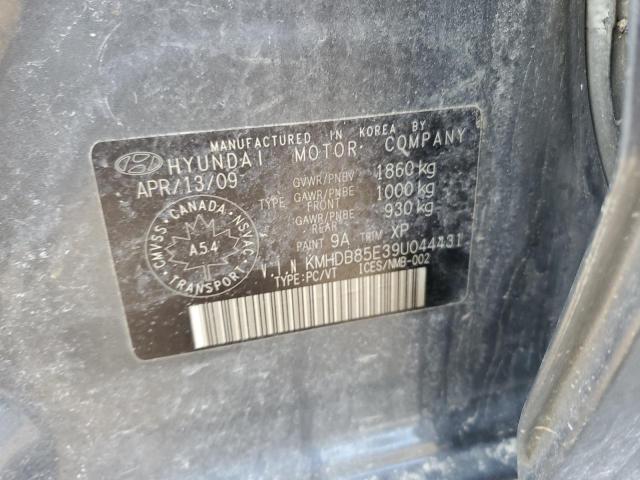 MANUFACTURED IN KOREA BY
HYUNDAI MOTOR COMPANY
APR/13/09
GVWR/PNBV 1860 kg
TYPE GAWR/PNBE FRONT 1000 kg
GAWR/PNBE REAR 930 kg
PAINT 9A TRIM XP
V.I.N KMHDB85E39U044431
TYPE:PC/VT ICES/NMB-002
CANADA
CMVSS NSVAC
A54
TRANSPORT